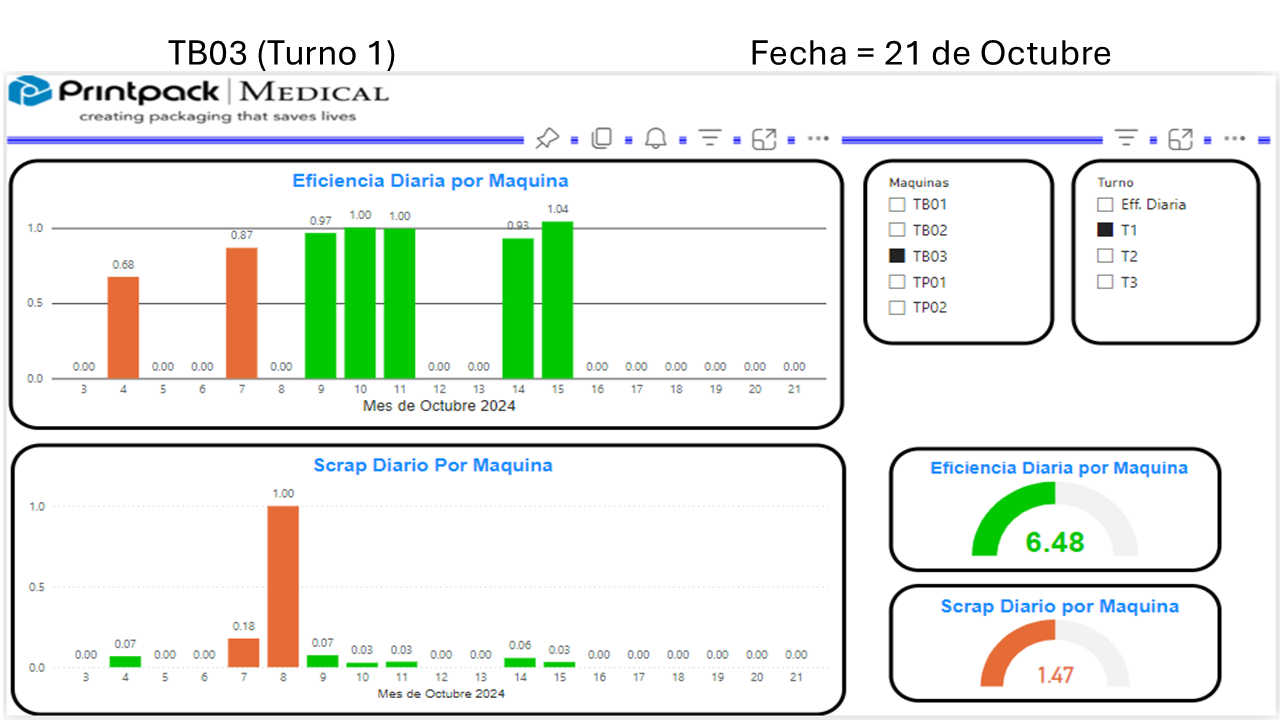 TB03 (Turno 1)
Fecha = 21 de Octubre
Printpack | MEDICAL
creating packaging that saves lives
Eficiencia Diaria por Maquina
1.0
0.5
0.0
0.00 0.68 0.00 0.00 0.87 0.00 0.97 1.00 1.00 0.00 0.00 0.93 1.04 0.00 0.00 0.00 0.00 0.00 0.00
3 4 5 6 7 8 9 10 11 12 13 14 15 16 17 18 19 20 21
Mes de Octubre 2024
Maquinas
TB01
TB02
TB03
TP01
TP02
Turno
Eff. Diaria
T1
T2
T3
Scrap Diario Por Maquina
1.0
0.5
0.0
0.00 0.07 0.00 0.00 0.18 1.00 0.07 0.03 0.03 0.00 0.00 0.06 0.03 0.00 0.00 0.00 0.00 0.00 0.00
3 4 5 6 7 8 9 10 11 12 13 14 15 16 17 18 19 20 21
Mes de Octubre 2024
Eficiencia Diaria por Maquina
6.48
Scrap Diario por Maquina
1.47